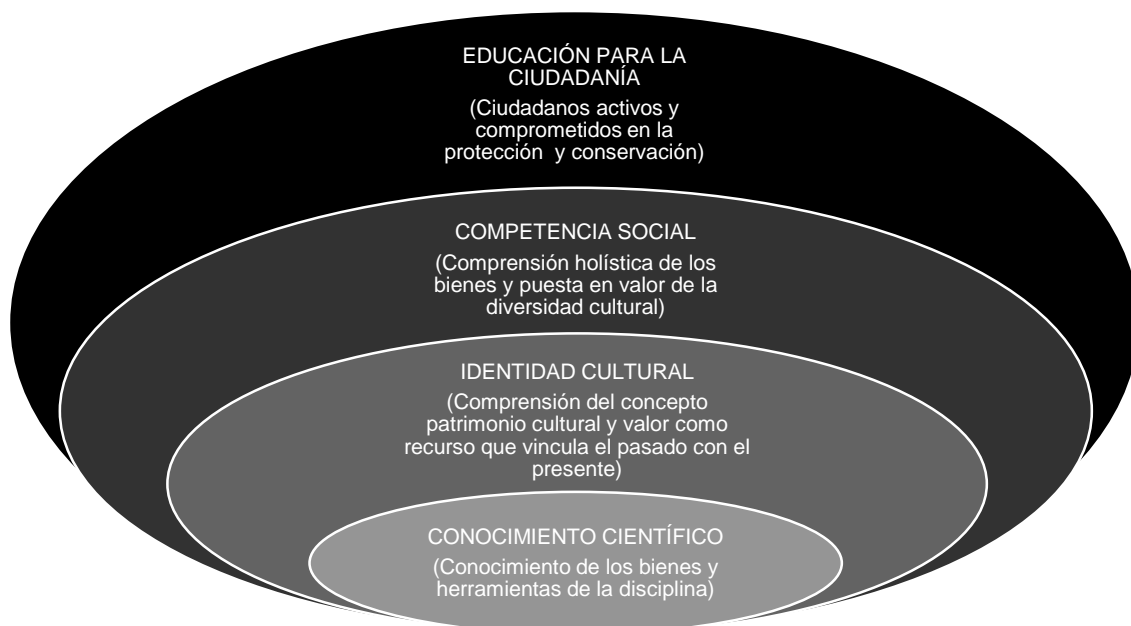 EDUCACIÓN PARA LA
CIUDADANÍA
(Ciudadanos activos y
comprometidos en la
protección y conservación)
COMPETENCIA SOCIAL
(Comprensión holística de los
bienes y puesta en valor de la
diversidad cultural)
IDENTIDAD CULTURAL
(Comprensión del concepto
patrimonio cultural y valor como
recurso que vincula el pasado con el
presente)
CONOCIMIENTO CIENTÍFICO
(Conocimiento de los bienes y
herramientas de la disciplina)